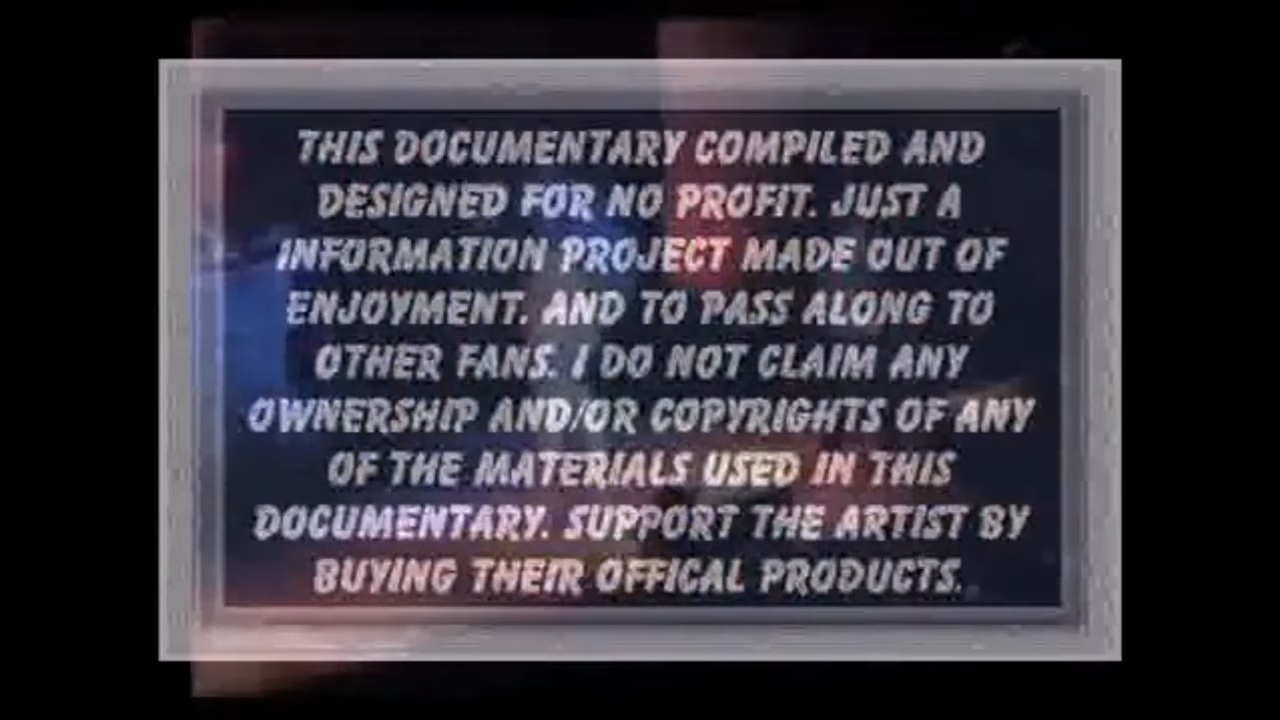 THIS DOCUMENTARY COMPILED AND
DESIGNED FOR NO PROFIT. JUST A
INFORMATION PROJECT MADE OUT OF
ENJOYMENT. AND TO PASS ALONG TO
OTHER FANS. I DO NOT CLAIM ANY
OWNERSHIP AND/OR COPYRIGHTS OF ANY
OF THE MATERIALS USED IN THIS
DOCUMENTARY. SUPPORT THE ARTIST BY
BUYING THEIR OFFICAL PRODUCTS.